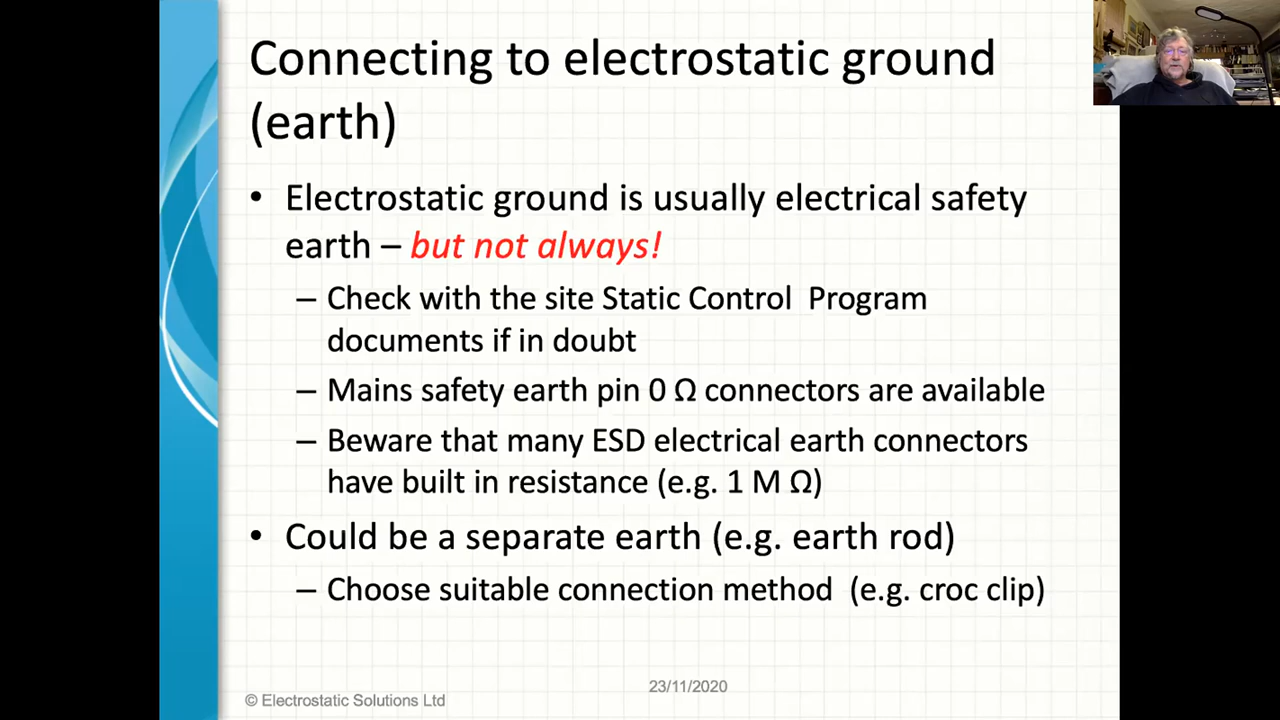 Connecting to electrostatic ground
(earth)
• Electrostatic ground is usually electrical safety
earth – but not always!
– Check with the site Static Control  Program
documents if in doubt
– Mains safety earth pin 0 Ω connectors are available
– Beware that many ESD electrical earth connectors
have built in resistance (e.g. 1 M Ω)
• Could be a separate earth (e.g. earth rod)
– Choose suitable connection method  (e.g. croc clip)
23/11/2020
© Electrostatic Solutions Ltd